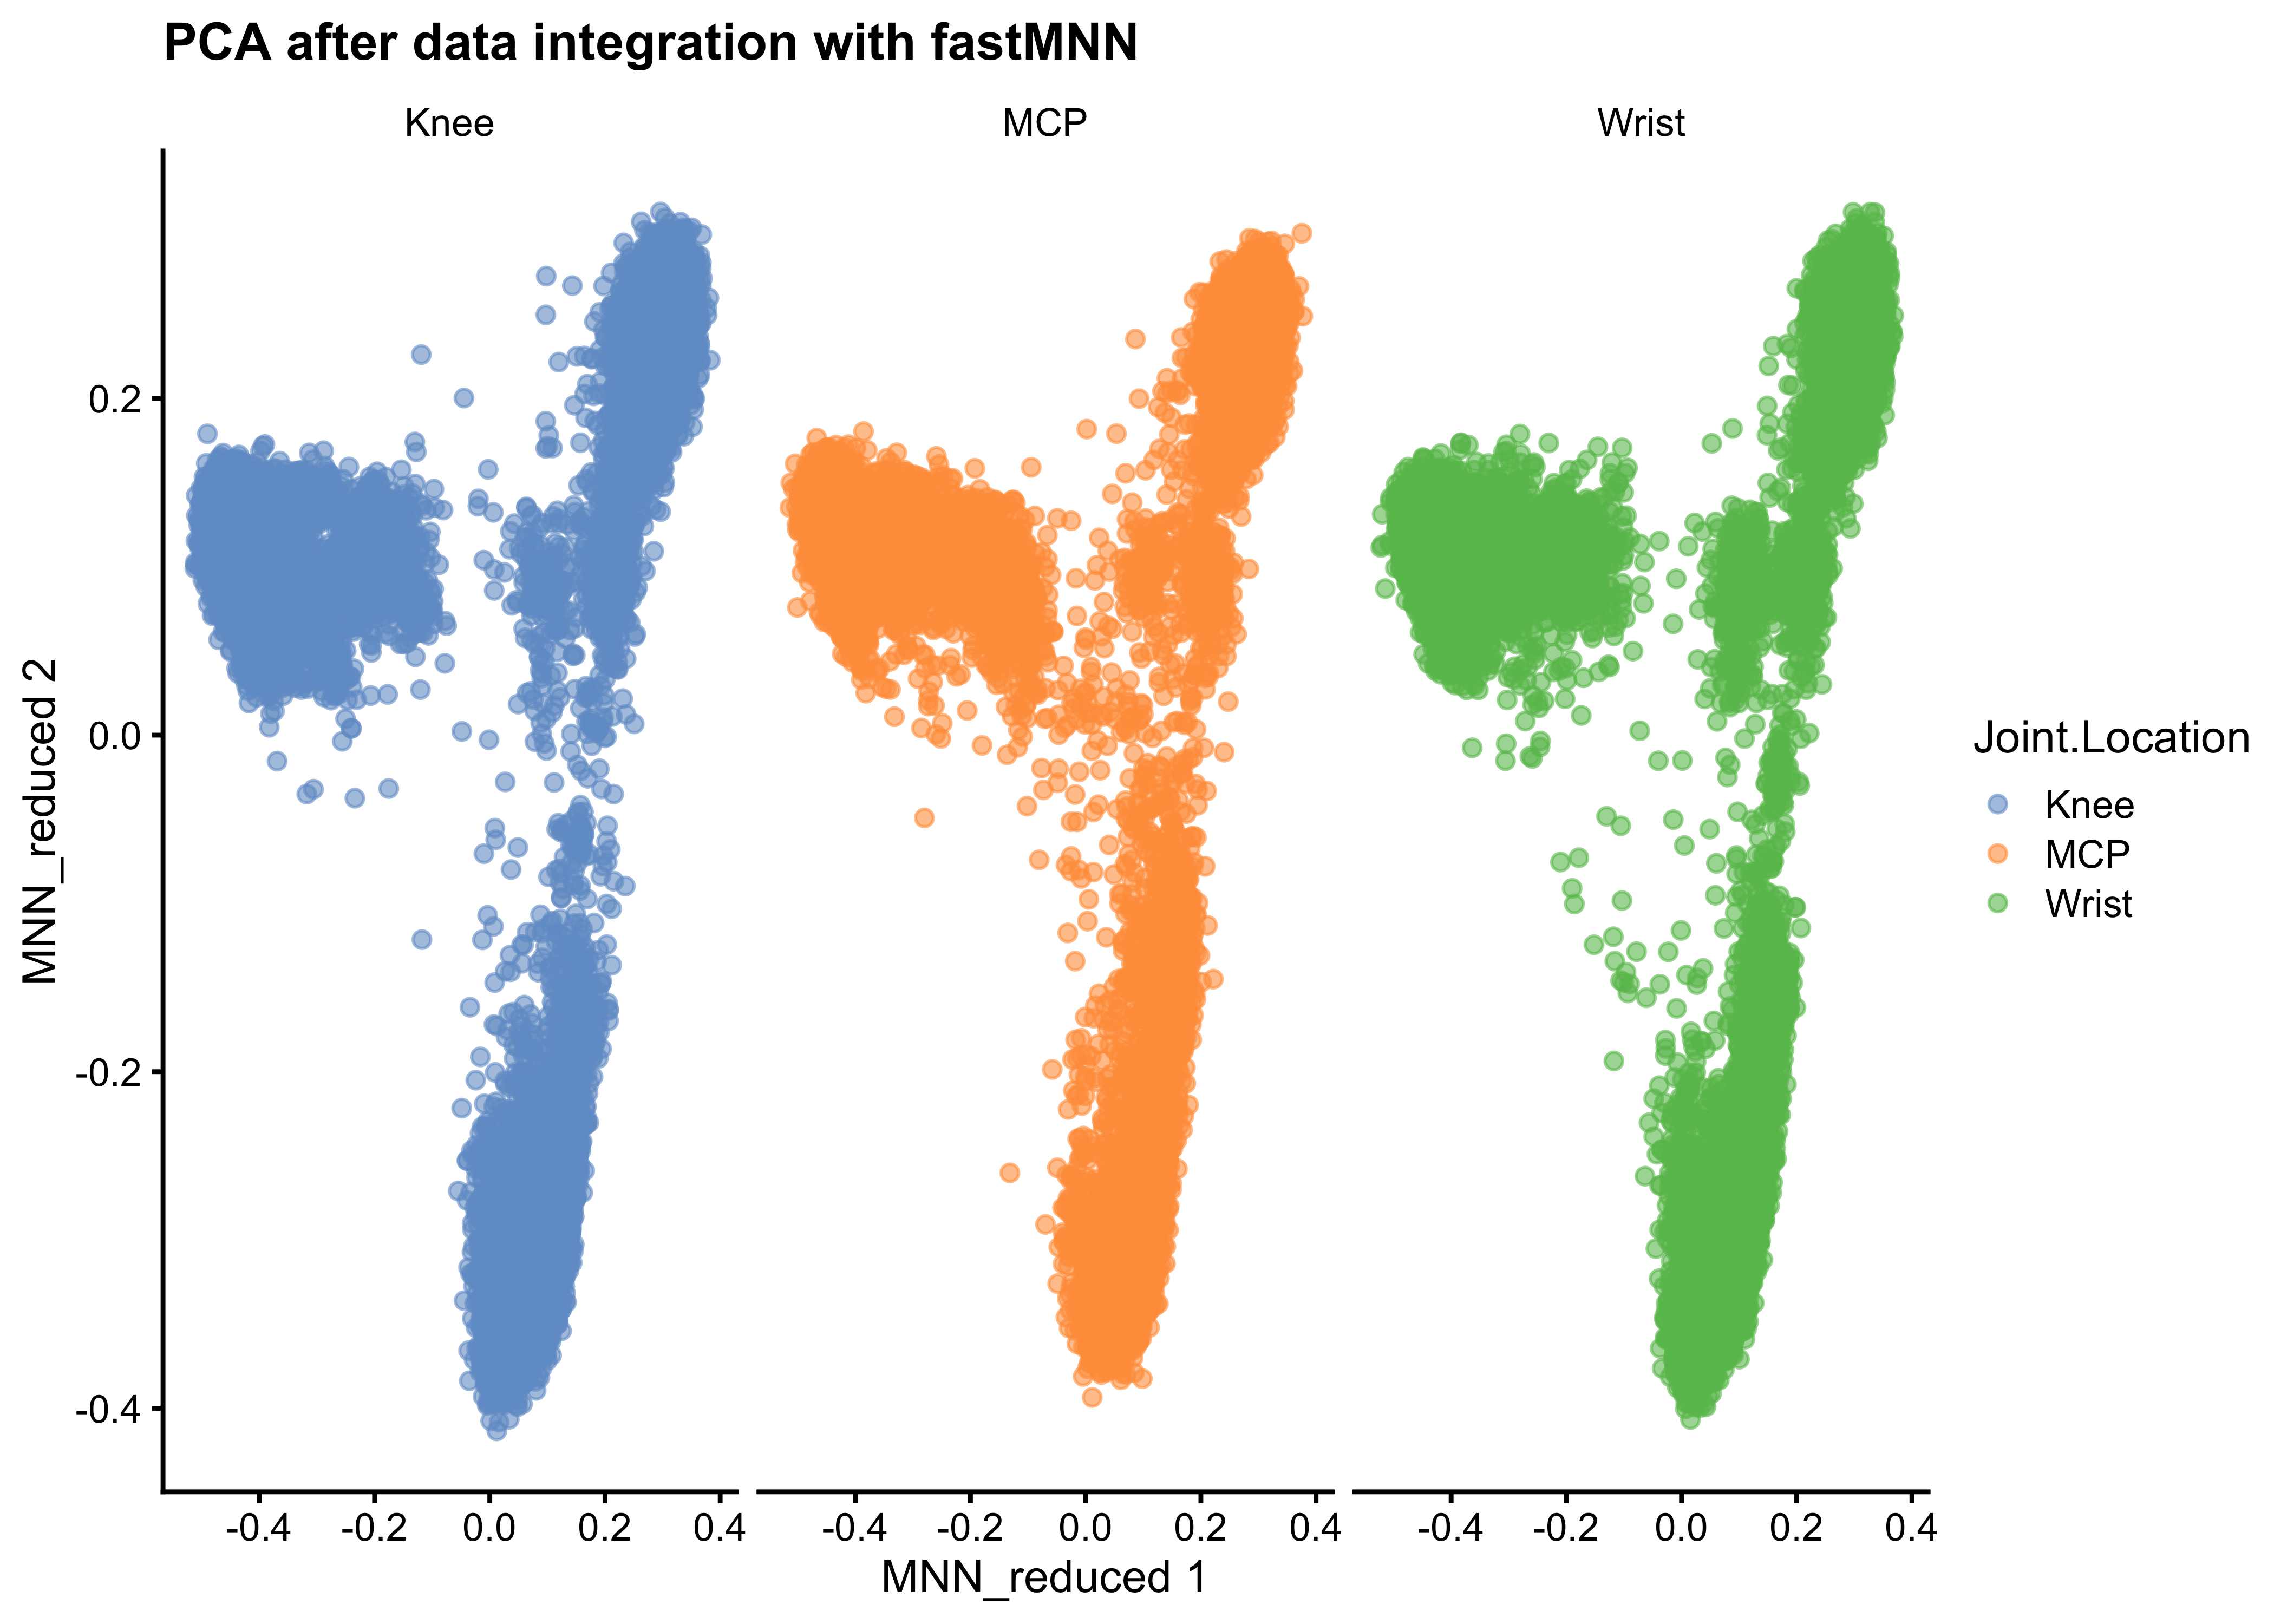 PCA after data integration with fastMNN
Knee
MCP
Wrist
MNN_reduced 2
0.2
0.0
-0.2
-0.4
-0.4 -0.2 0.0 0.2 0.4
-0.4 -0.2 0.0 0.2 0.4
-0.4 -0.2 0.0 0.2 0.4
MNN_reduced 1
Joint.Location
Knee
MCP
Wrist